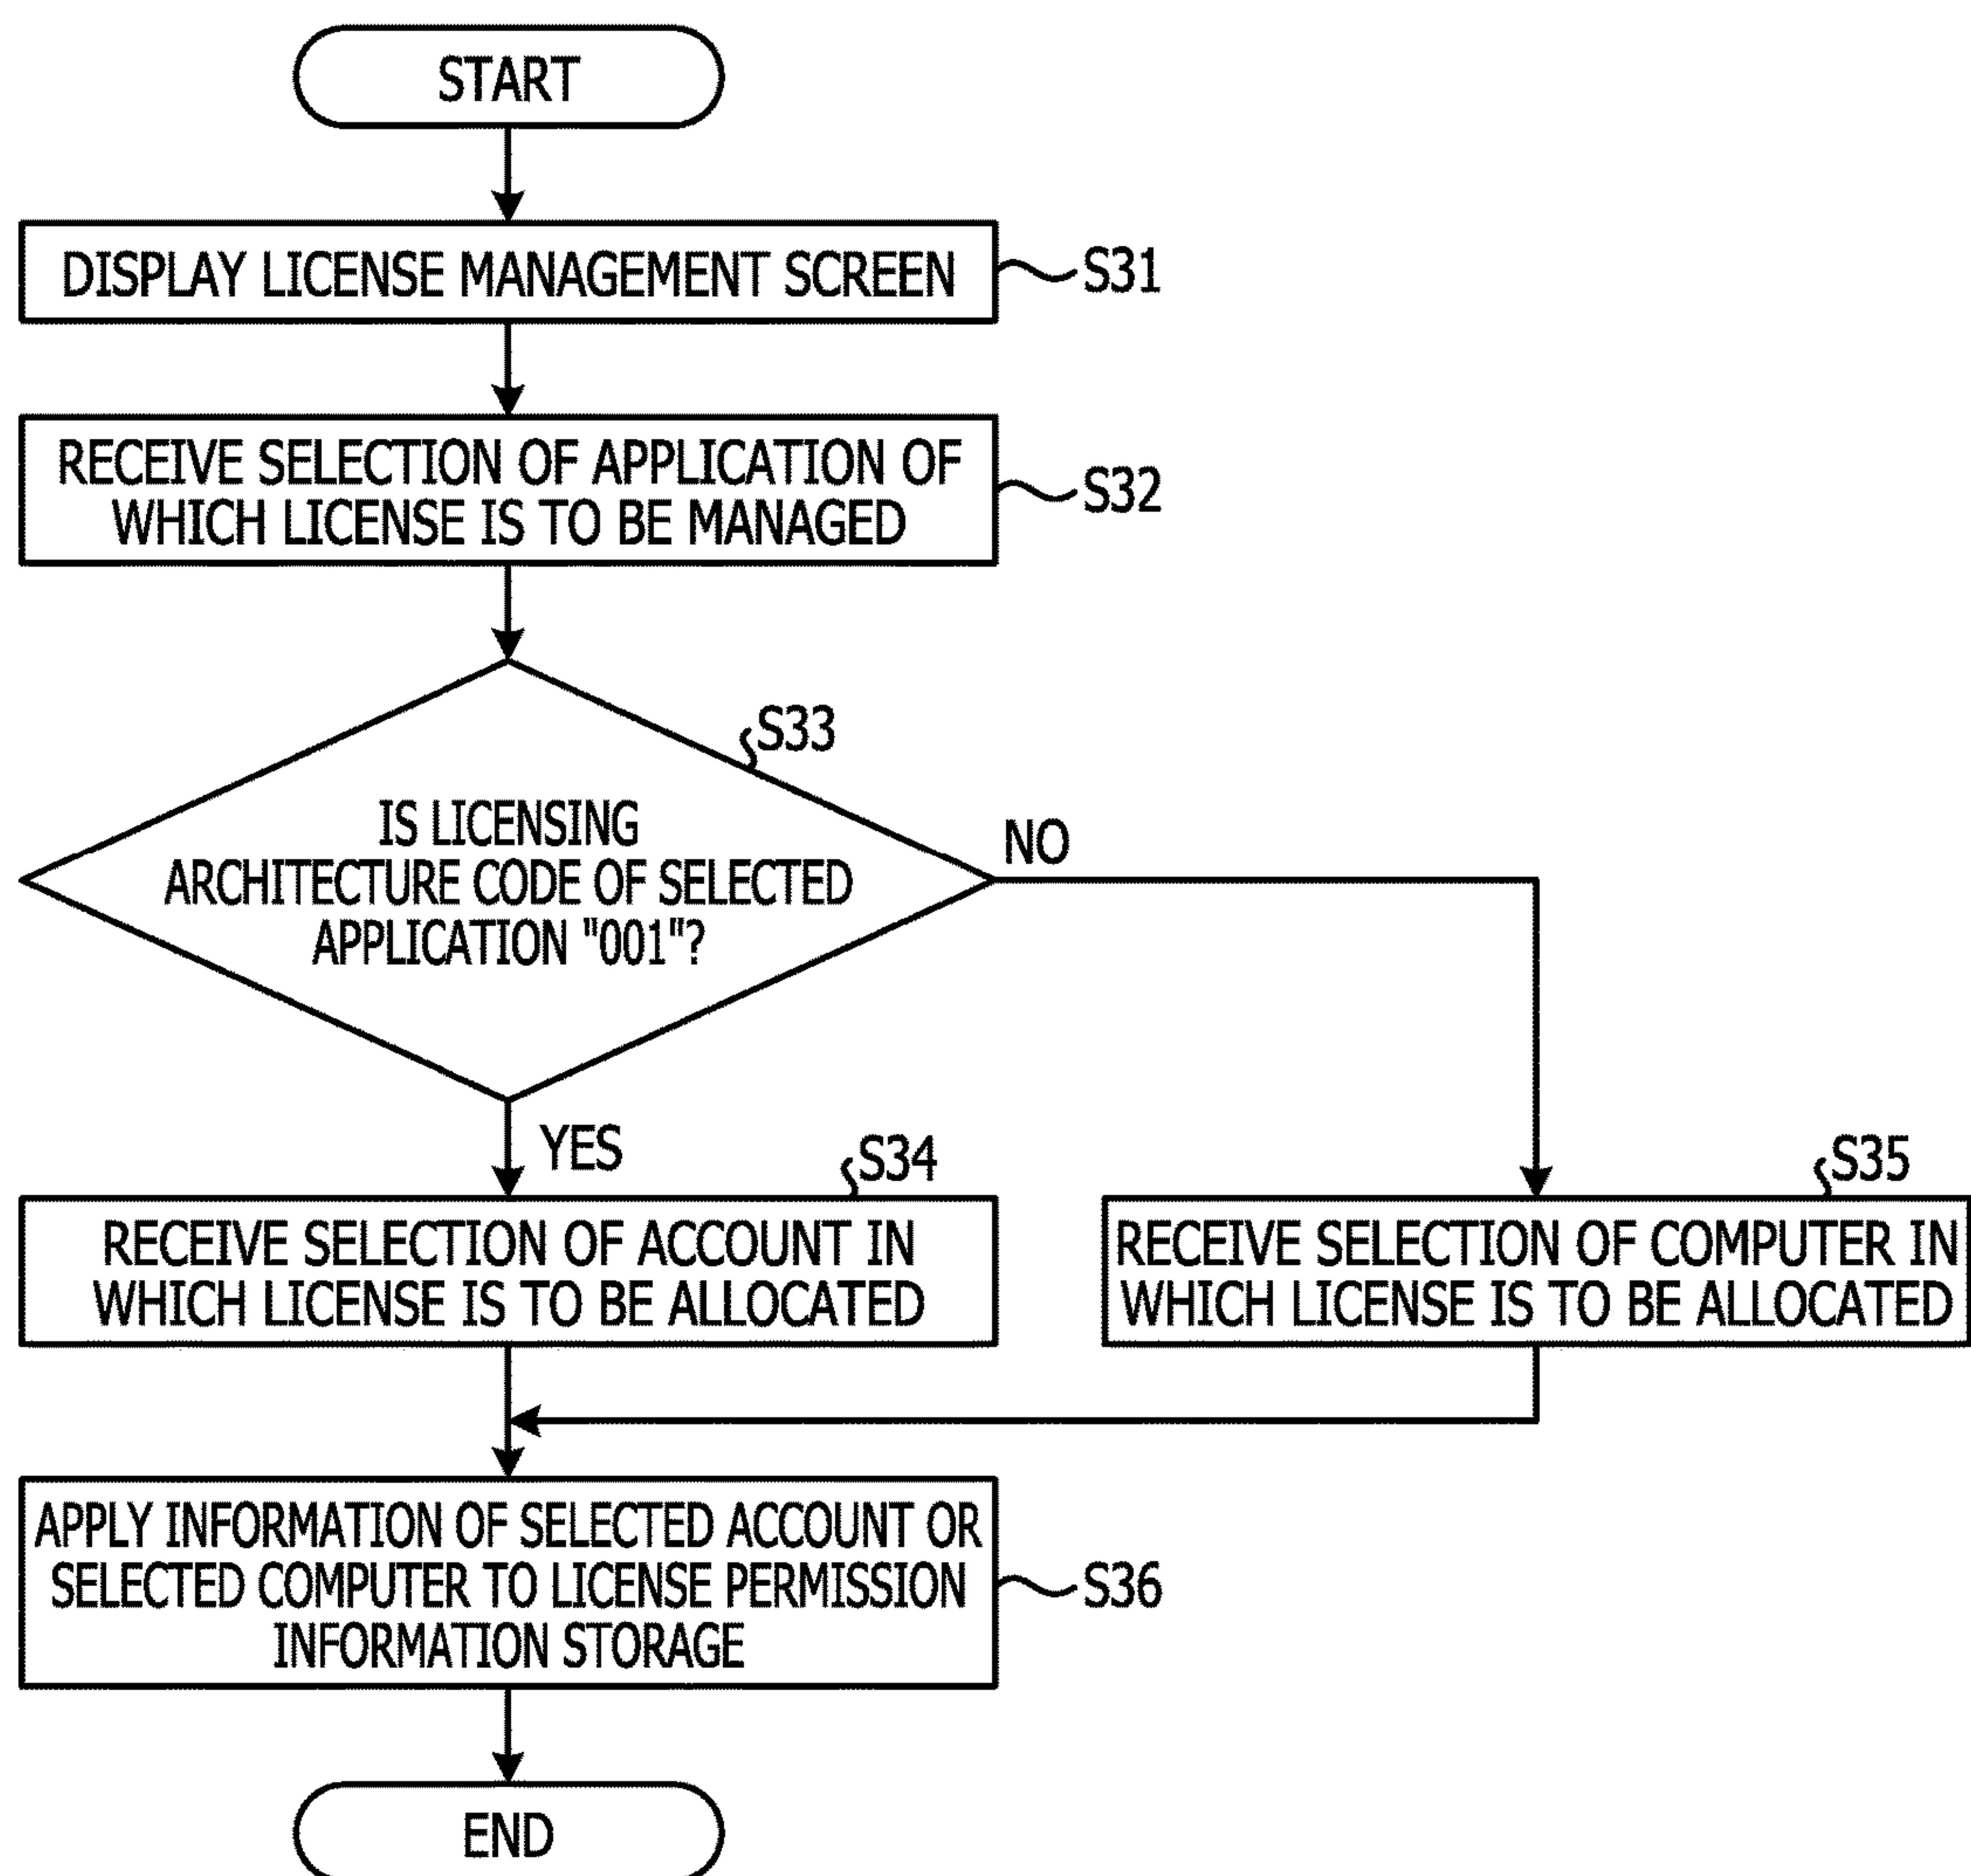 START
DISPLAY LICENSE MANAGEMENT SCREEN
S31
RECEIVE SELECTION OF APPLICATION OF
WHICH LICENSE IS TO BE MANAGED
S32
S33
IS LICENSING
ARCHITECTURE CODE OF SELECTED
APPLICATION "001"?
NO
YES
S34
RECEIVE SELECTION OF ACCOUNT IN
WHICH LICENSE IS TO BE ALLOCATED
S35
RECEIVE SELECTION OF COMPUTER IN
WHICH LICENSE IS TO BE ALLOCATED
APPLY INFORMATION OF SELECTED ACCOUNT OR
SELECTED COMPUTER TO LICENSE PERMISSION
INFORMATION STORAGE
S36
END